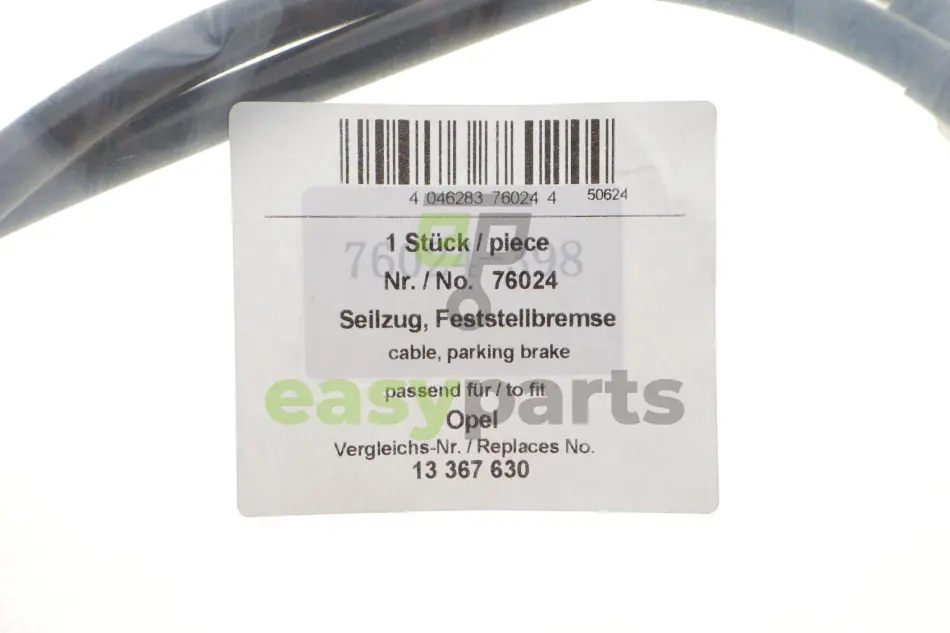 4 046283 76024 4 50624
1 Stück / piece
Nr. / No. 76024
Seilzug, Feststellbremse
cable, parking brake
passend für / to fit
easyparts
Opel
Vergleichs-Nr. / Replaces No.
13 367 630